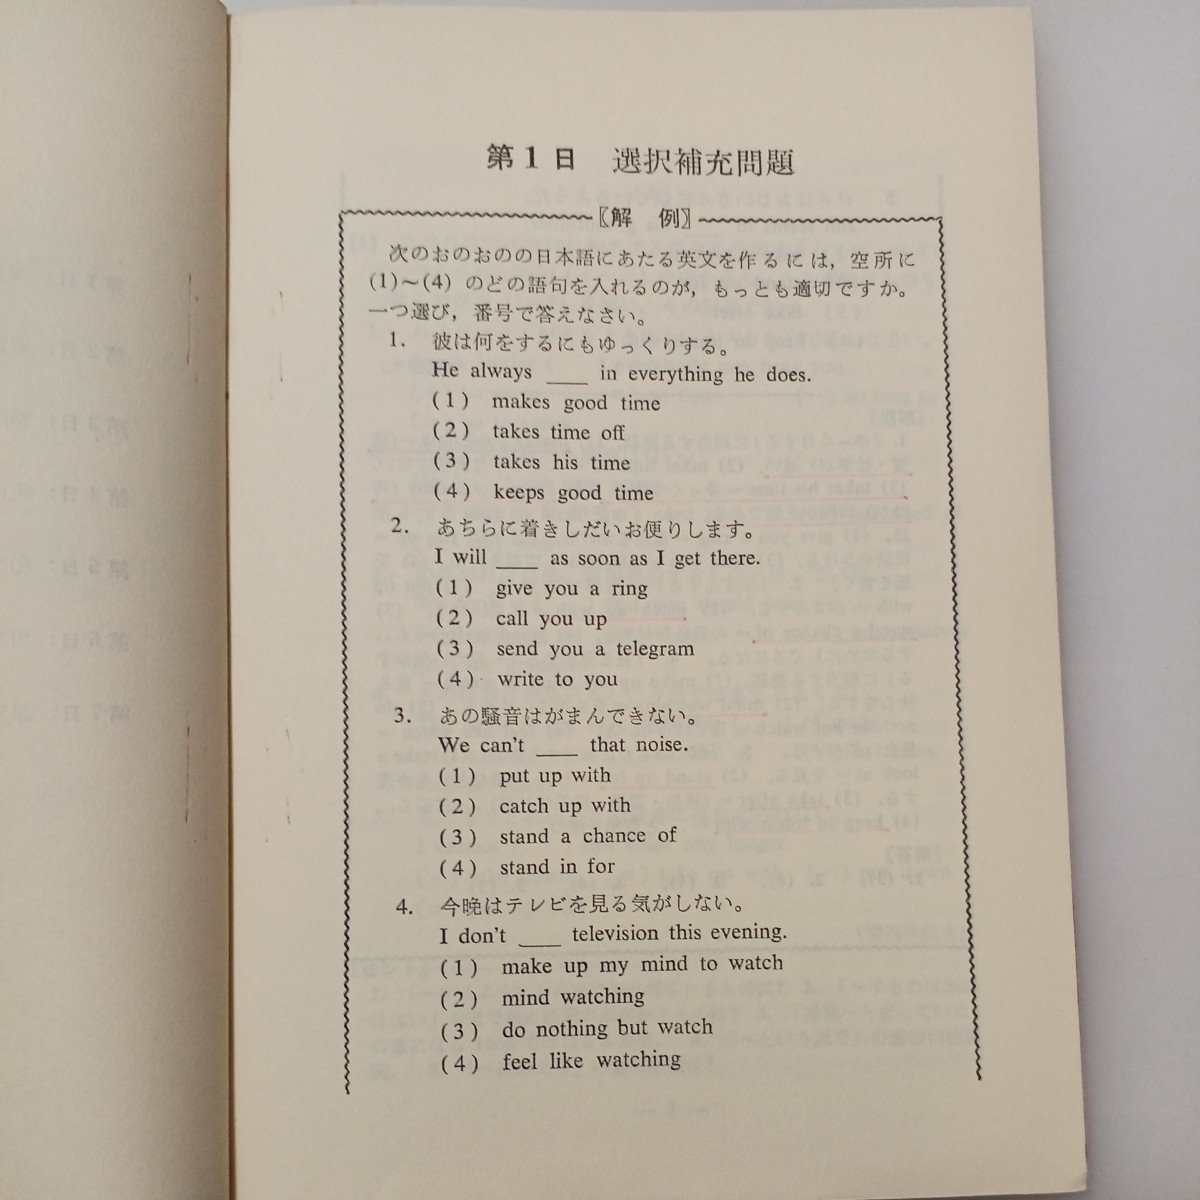 第1日 選択補充問題
〖解 例〗
次のおのおのの日本語にあたる英文を作るには，空所に
(1)～(4) のどの語句を入れるのが，もっとも適切ですか。
一つ選び，番号で答えなさい。
1. 彼は何をするにもゆっくりする。
He always ____ in everything he does.
(1) makes good time
(2) takes time off
(3) takes his time
(4) keeps good time
2. あちらに着きしだいお便りします。
I will ____ as soon as I get there.
(1) give you a ring
(2) call you up
(3) send you a telegram
(4) write to you
3. あの騒音はがまんできない。
We can't ____ that noise.
(1) put up with
(2) catch up with
(3) stand a chance of
(4) stand in for
4. 今晩はテレビを見る気がしない。
I don't ____ television this evening.
(1) make up my mind to watch
(2) mind watching
(3) do nothing but watch
(4) feel like watching